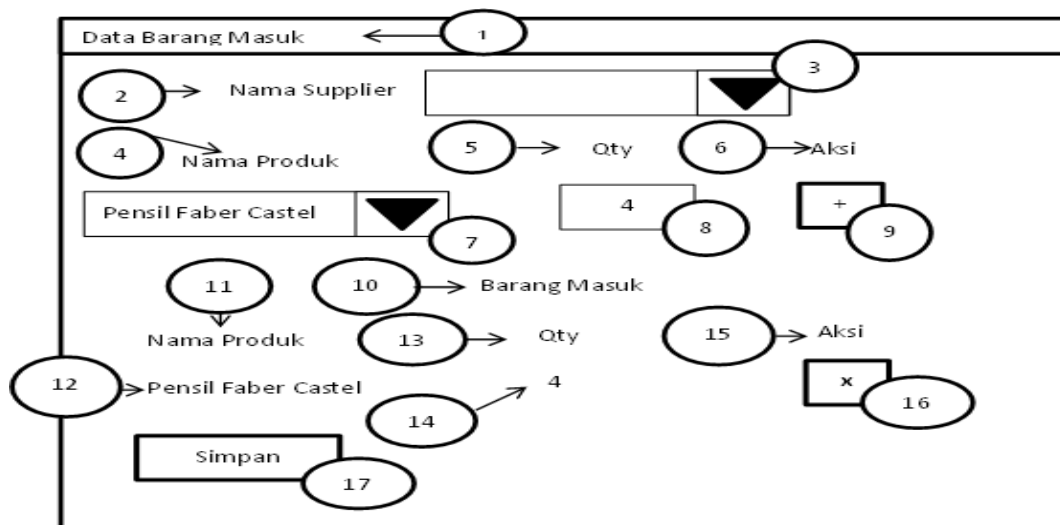 Data Barang Masuk 1
3
2 Nama Supplier
4 Nama Produk 5 Qty 6 Aksi
Pensil Faber Castel 7 4 8 + 9
11 10 Barang Masuk
Nama Produk 13 Qty 15 Aksi
12 Pensil Faber Castel 14 4 x 16
Simpan 17